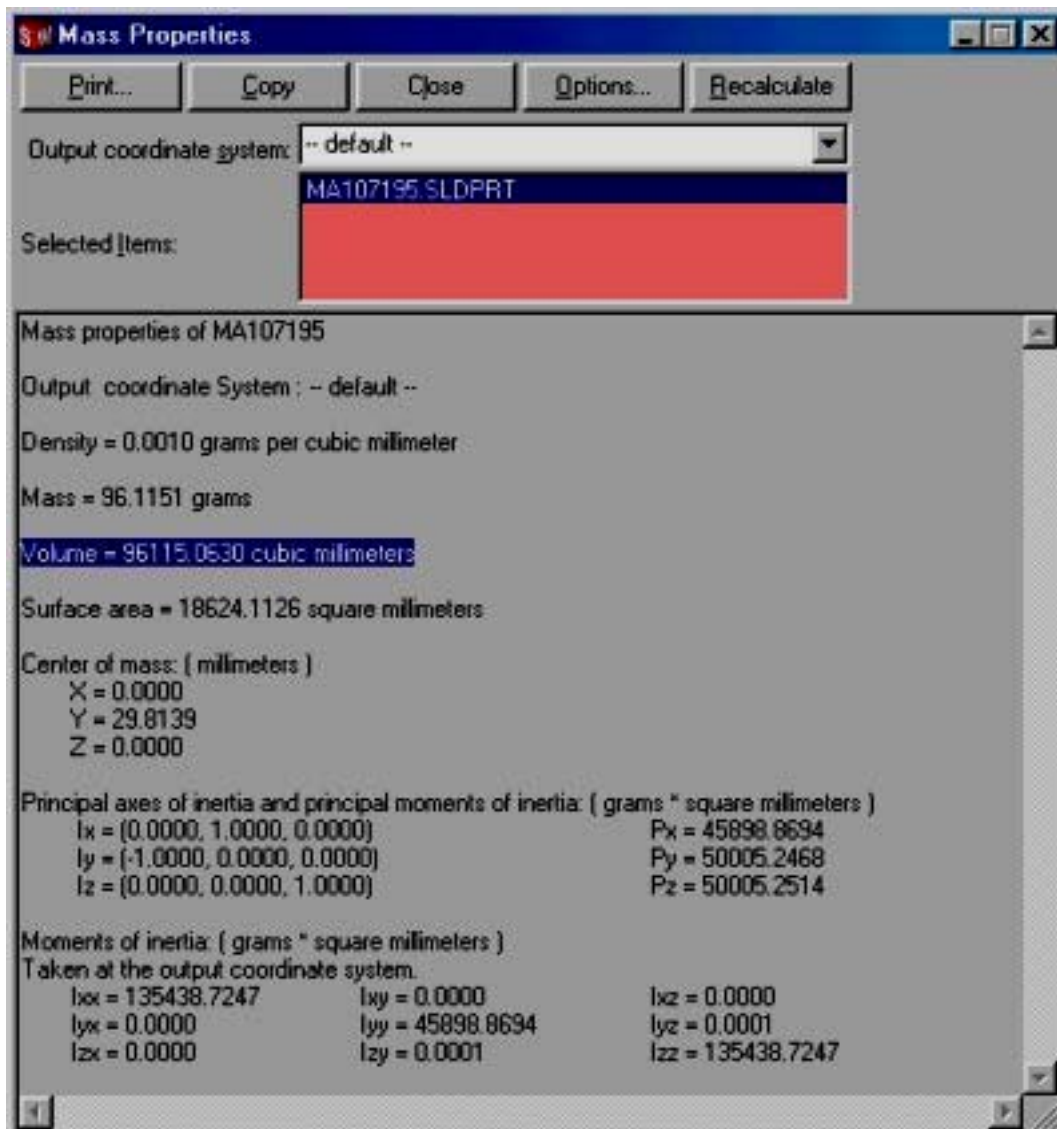 Mass Properties
Print... Copy Close Options... Recalculate
Output coordinate system: -- default --
MA107195.SLDPRT
Selected Items:
Mass properties of MA107195
Output coordinate System : -- default --
Density = 0.0010 grams per cubic millimeter
Mass = 96.1151 grams
Volume = 96115.0630 cubic millimeters
Surface area = 18624.1126 square millimeters
Center of mass: ( millimeters )
X = 0.0000
Y = 29.8139
Z = 0.0000
Principal axes of inertia and principal moments of inertia: ( grams * square millimeters )
Ix = (0.0000, 1.0000, 0.0000) Px = 45898.8694
Iy = (-1.0000, 0.0000, 0.0000) Py = 50005.2468
Iz = (0.0000, 0.0000, 1.0000) Pz = 50005.2514
Moments of inertia: ( grams * square millimeters )
Taken at the output coordinate system.
Ixx = 135438.7247 Ixy = 0.0000 Ixz = 0.0000
Iyx = 0.0000 Iyy = 45898.8694 Iyz = 0.0001
Izx = 0.0000 Izy = 0.0001 Izz = 135438.7247